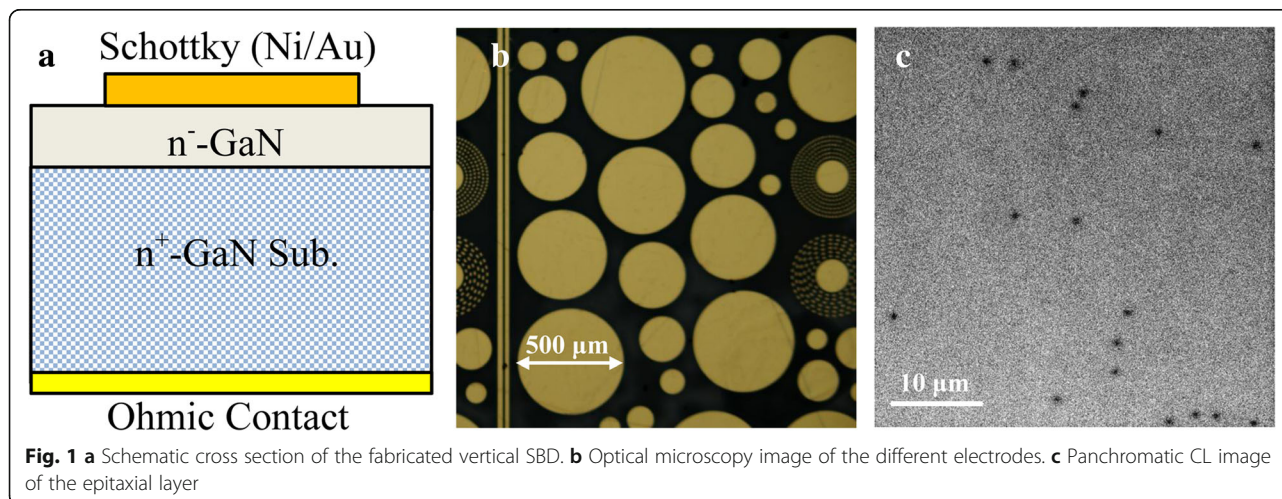 a
Schottky (Ni/Au)
n⁻-GaN
n⁺-GaN Sub.
Ohmic Contact
b
500 µm
c
10 µm
Fig. 1 a Schematic cross section of the fabricated vertical SBD. b Optical microscopy image of the different electrodes. c Panchromatic CL image
of the epitaxial layer